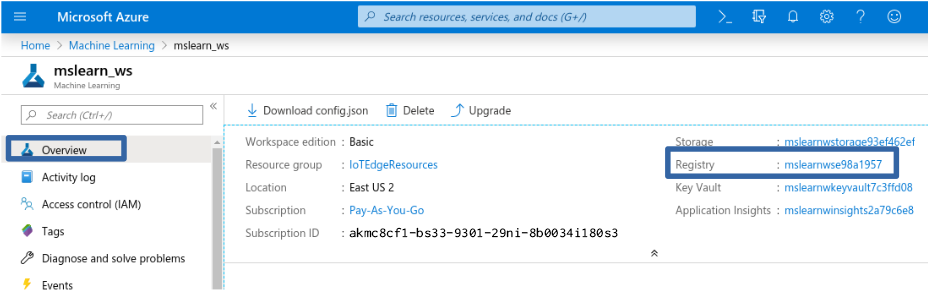 Microsoft Azure
Search resources, services, and docs (G+/)
Home > Machine Learning > mslearn_ws
mslearn_ws
Machine Learning
Search (Ctrl+/)
Overview
Activity log
Access control (IAM)
Tags
Diagnose and solve problems
Events
Download config.json Delete Upgrade
Workspace edition : Basic
Resource group : IoTEdgeResources
Location : East US 2
Subscription : Pay-As-You-Go
Subscription ID : akmc8cf1-bs33-9301-29ni-8b0034i180s3
Storage : mslearnwstorage93ef462ef
Registry : mslearnwse98a1957
Key Vault : mslearnwkeyvault7c3ffd08
Application Insights : mslearnwinsights2a79c6e8